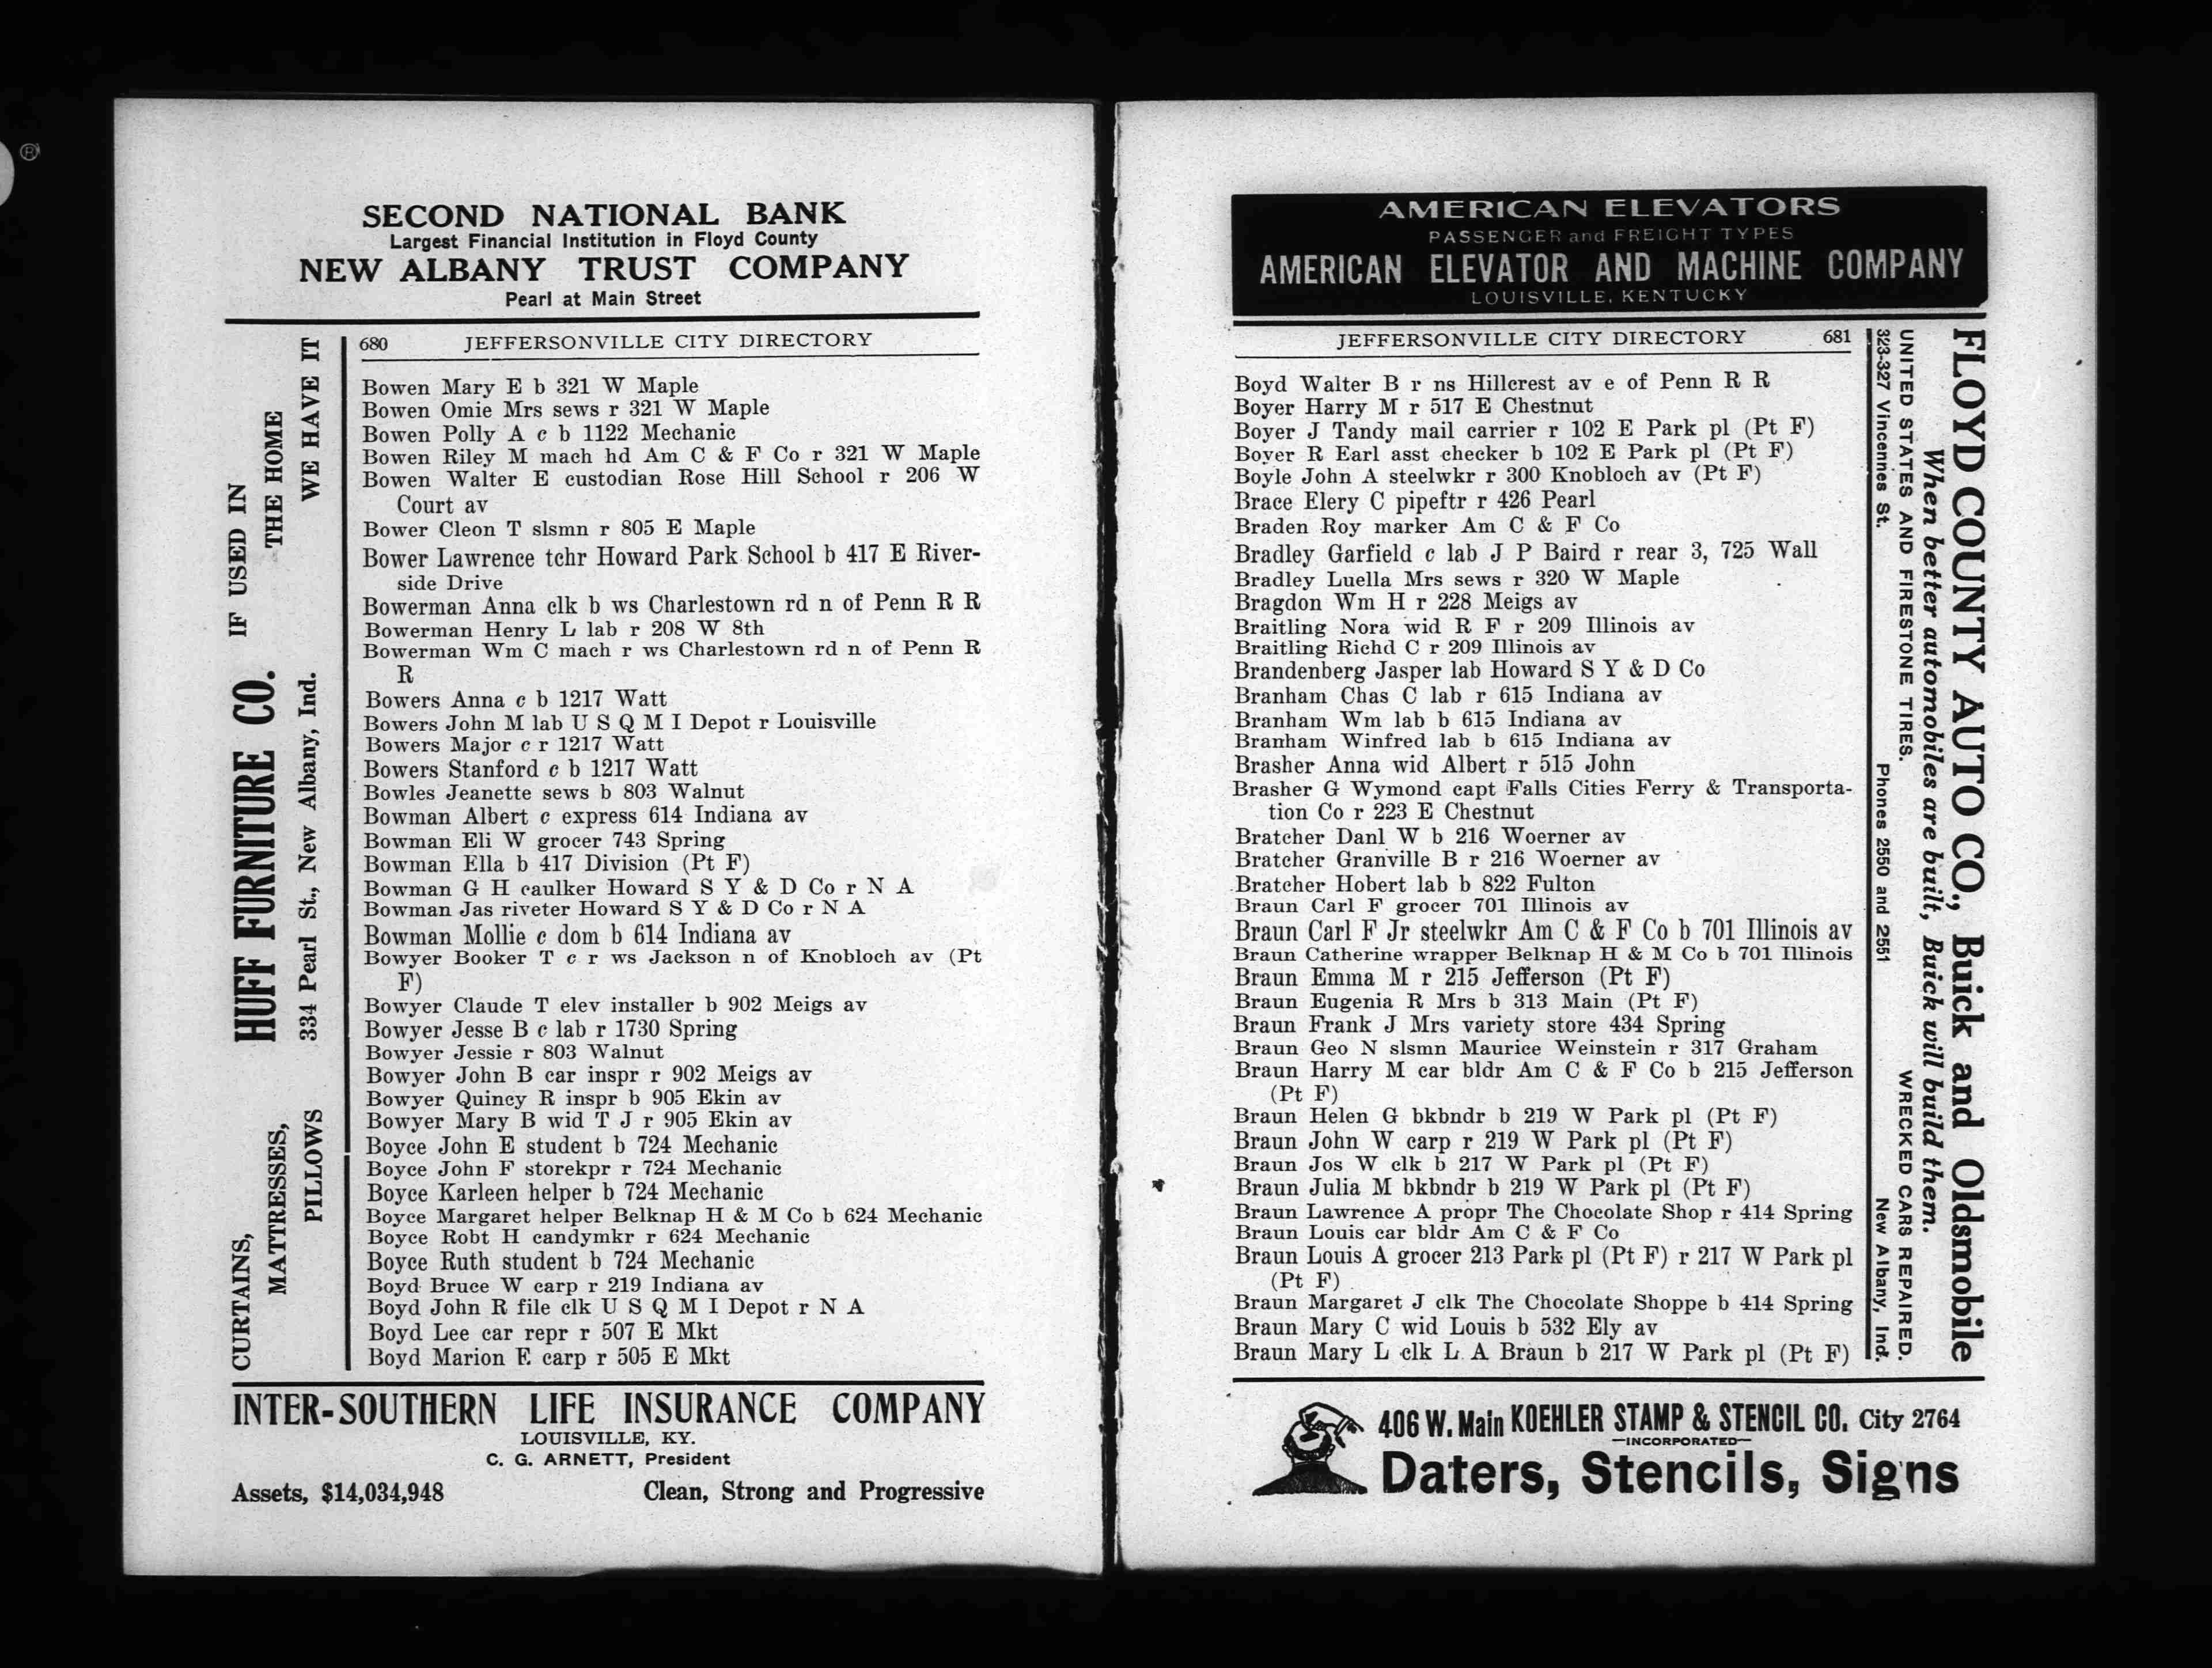 ®
SECOND NATIONAL BANK
Largest Financial Institution in Floyd County
NEW ALBANY TRUST COMPANY
Pearl at Main Street
680 JEFFERSONVILLE CITY DIRECTORY
Bowen Mary E b 321 W Maple
Bowen Omie Mrs sews r 321 W Maple
Bowen Polly A c b 1122 Mechanic
Bowen Riley M mach hd Am C & F Co r 321 W Maple
Bowen Walter E custodian Rose Hill School r 206 W
Court av
Bower Cleon T slsmn r 805 E Maple
Bower Lawrence tchr Howard Park School b 417 E River-
side Drive
Bowerman Anna clk b ws Charlestown rd n of Penn R R
Bowerman Henry L lab r 208 W 8th
Bowerman Wm C mach r ws Charlestown rd n of Penn R
R
Bowers Anna c b 1217 Watt
Bowers John M lab U S Q M I Depot r Louisville
Bowers Major c r 1217 Watt
Bowers Stanford c b 1217 Watt
Bowles Jeanette sews b 803 Walnut
Bowman Albert c express 614 Indiana av
Bowman Eli W grocer 743 Spring
Bowman Ella b 417 Division (Pt F)
Bowman G H caulker Howard S Y & D Co r N A
Bowman Jas riveter Howard S Y & D Co r N A
Bowman Mollie c dom b 614 Indiana av
Bowyer Booker T c r ws Jackson n of Knobloch av (Pt
F)
Bowyer Claude T elev installer b 902 Meigs av
Bowyer Jesse B c lab r 1730 Spring
Bowyer Jessie r 803 Walnut
Bowyer John B car inspr r 902 Meigs av
Bowyer Quincy R inspr b 905 Ekin av
Bowyer Mary B wid T J r 905 Ekin av
Boyce John E student b 724 Mechanic
Boyce John F storekpr r 724 Mechanic
Boyce Karleen helper b 724 Mechanic
Boyce Margaret helper Belknap H & M Co b 624 Mechanic
Boyce Robt H candymkr r 624 Mechanic
Boyce Ruth student b 724 Mechanic
Boyd Bruce W carp r 219 Indiana av
Boyd John R file clk U S Q M I Depot r N A
Boyd Lee car repr r 507 E Mkt
Boyd Marion E carp r 505 E Mkt
CURTAINS, IF USED IN
MATTRESSES, HUFF FURNITURE CO. THE HOME
PILLOWS 334 Pearl St., New Albany, Ind. WE HAVE IT
INTER-SOUTHERN LIFE INSURANCE COMPANY
LOUISVILLE, KY.
C. G. ARNETT, President
Assets, $14,034,948 Clean, Strong and Progressive
AMERICAN ELEVATORS
PASSENGER and FREIGHT TYPES
AMERICAN ELEVATOR AND MACHINE COMPANY
LOUISVILLE, KENTUCKY
JEFFERSONVILLE CITY DIRECTORY 681
Boyd Walter B r ns Hillcrest av e of Penn R R
Boyer Harry M r 517 E Chestnut
Boyer J Tandy mail carrier r 102 E Park pl (Pt F)
Boyer R Earl asst checker b 102 E Park pl (Pt F)
Boyle John A steelwkr r 300 Knobloch av (Pt F)
Brace Elery C pipeftr r 426 Pearl
Braden Roy marker Am C & F Co
Bradley Garfield c lab J P Baird r rear 3, 725 Wall
Bradley Luella Mrs sews r 320 W Maple
Bragdon Wm H r 228 Meigs av
Braitling Nora wid R F r 209 Illinois av
Braitling Richd C r 209 Illinois av
Brandenberg Jasper lab Howard S Y & D Co
Branham Chas C lab r 615 Indiana av
Branham Wm lab b 615 Indiana av
Branham Winfred lab b 615 Indiana av
Brasher Anna wid Albert r 515 John
Brasher G Wymond capt Falls Cities Ferry & Transporta-
tion Co r 223 E Chestnut
Bratcher Danl W b 216 Woerner av
Bratcher Granville B r 216 Woerner av
Bratcher Hobert lab b 822 Fulton
Braun Carl F grocer 701 Illinois av
Braun Carl F Jr steelwkr Am C & F Co b 701 Illinois av
Braun Catherine wrapper Belknap H & M Co b 701 Illinois
Braun Emma M r 215 Jefferson (Pt F)
Braun Eugenia R Mrs b 313 Main (Pt F)
Braun Frank J Mrs variety store 434 Spring
Braun Geo N slsmn Maurice Weinstein r 317 Graham
Braun Harry M car bldr Am C & F Co b 215 Jefferson
(Pt F)
Braun Helen G bkbndr b 219 W Park pl (Pt F)
Braun John W carp r 219 W Park pl (Pt F)
Braun Jos W clk b 217 W Park pl (Pt F)
Braun Julia M bkbndr b 219 W Park pl (Pt F)
Braun Lawrence A propr The Chocolate Shop r 414 Spring
Braun Louis car bldr Am C & F Co
Braun Louis A grocer 213 Park pl (Pt F) r 217 W Park pl
(Pt F)
Braun Margaret J clk The Chocolate Shoppe b 414 Spring
Braun Mary C wid Louis b 532 Ely av
Braun Mary L clk L A Braun b 217 W Park pl (Pt F)
FLOYD COUNTY AUTO CO., Buick and Oldsmobile
When better automobiles are built, Buick will build them.
UNITED STATES AND FIRESTONE TIRES. WRECKED CARS REPAIRED.
323-327 Vincennes St. Phones 2550 and 2551 New Albany, Ind.
406 W. Main KOEHLER STAMP & STENCIL CO. City 2764
—INCORPORATED—
Daters, Stencils, Signs